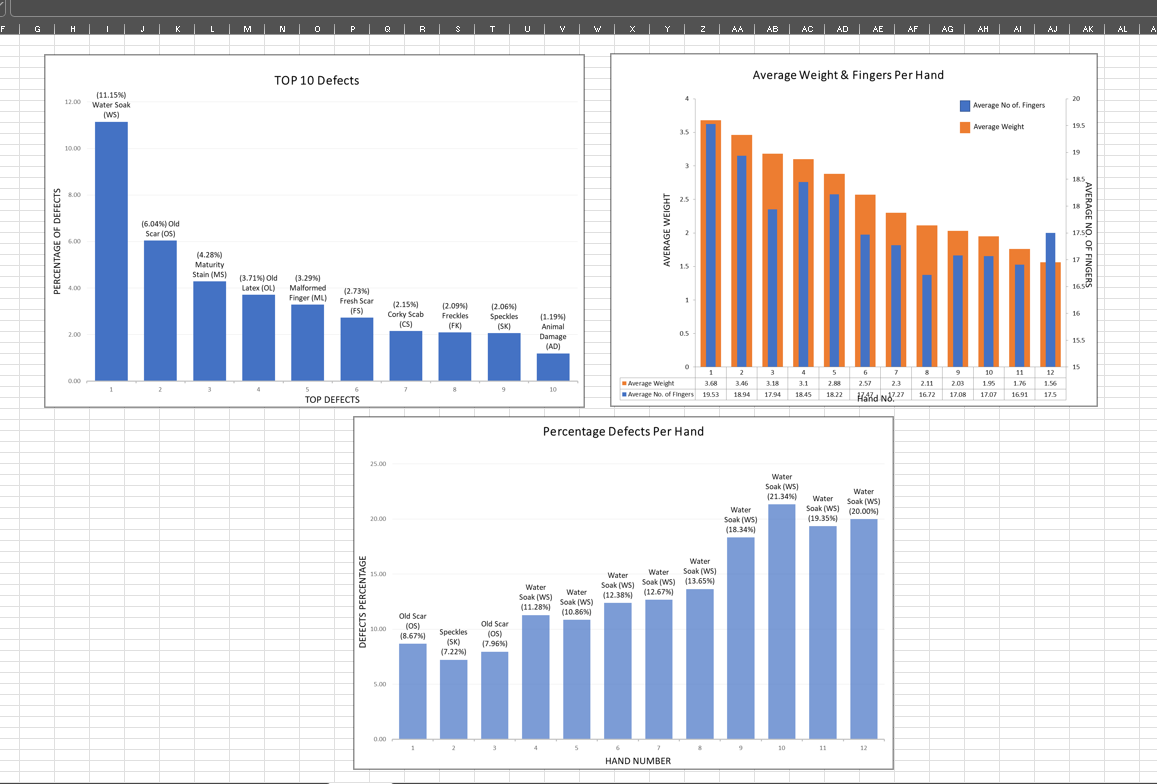 F G H I J K L M N O P Q R S T U V W X Y Z AA AB AC AD AE AF AG AH AI AJ AK AL A
TOP 10 Defects
PERCENTAGE OF DEFECTS
12.00
10.00
8.00
6.00
4.00
2.00
0.00
(11.15%)
Water Soak
(WS)
(6.04%) Old
Scar (OS)
(4.28%)
Maturity
Stain (MS)
(3.71%) Old
Latex (OL)
(3.29%)
Malformed
Finger (ML)
(2.73%)
Fresh Scar
(FS)
(2.15%)
Corky Scab
(CS)
(2.09%)
Freckles
(FK)
(2.06%)
Speckles
(SK)
(1.19%)
Animal
Damage
(AD)
1 2 3 4 5 6 7 8 9 10
TOP DEFECTS
Average Weight & Fingers Per Hand
Average No of. Fingers
Average Weight
AVERAGE WEIGHT
4
3.5
3
2.5
2
1.5
1
0.5
0
20
19.5
19
18.5
18
17.5
17
16.5
16
15.5
15
AVERAGE NO. OF FINGERS
1 2 3 4 5 6 7 8 9 10 11 12
Average Weight 3.68 3.46 3.18 3.1 2.88 2.57 2.3 2.11 2.03 1.95 1.76 1.56
Average No. of Fingers 19.53 18.94 17.94 18.45 18.22 17.47 17.27 16.72 17.08 17.07 16.91 17.5
Hand No.
Percentage Defects Per Hand
DEFECTS PERCENTAGE
25.00
20.00
15.00
10.00
5.00
0.00
Old Scar
(OS)
(8.67%)
Speckles
(SK)
(7.22%)
Old Scar
(OS)
(7.96%)
Water
Soak (WS)
(11.28%)
Water
Soak (WS)
(10.86%)
Water
Soak (WS)
(12.38%)
Water
Soak (WS)
(12.67%)
Water
Soak (WS)
(13.65%)
Water
Soak (WS)
(18.34%)
Water
Soak (WS)
(21.34%)
Water
Soak (WS)
(19.35%)
Water
Soak (WS)
(20.00%)
1 2 3 4 5 6 7 8 9 10 11 12
HAND NUMBER